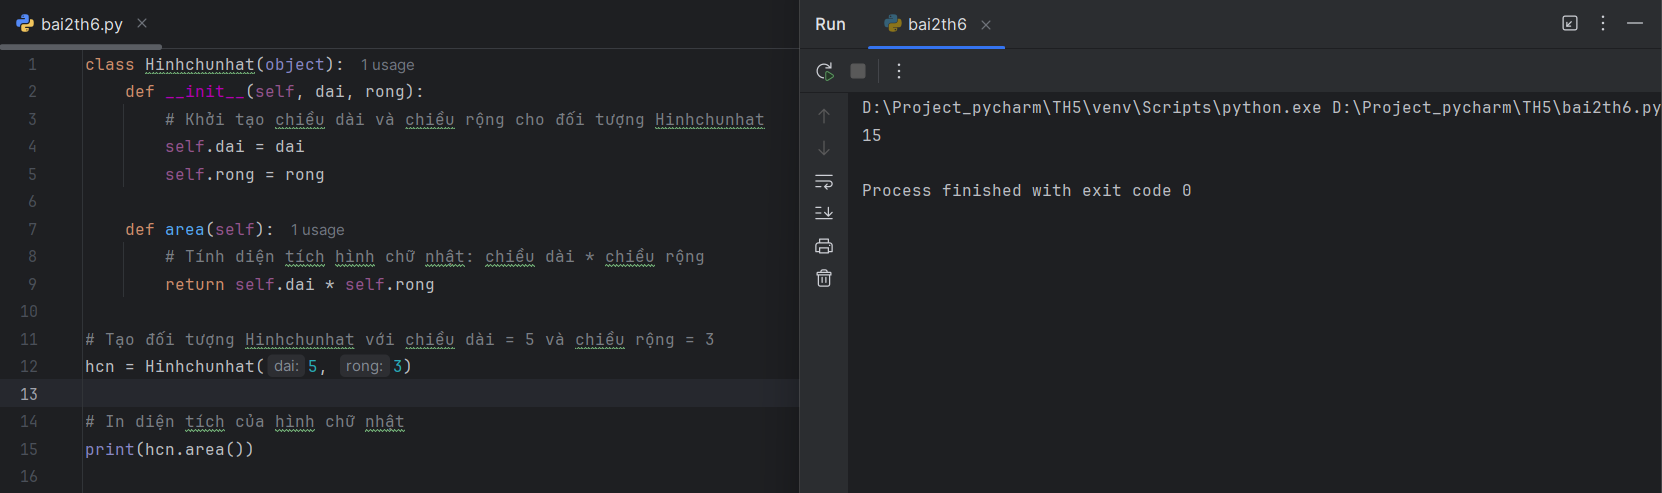 bai2th6.py
1 class Hinhchunhat(object): 1 usage
2 def __init__(self, dai, rong):
3 # Khởi tạo chiều dài và chiều rộng cho đối tượng Hinhchunhat
4 self.dai = dai
5 self.rong = rong
6
7 def area(self): 1 usage
8 # Tính diện tích hình chữ nhật: chiều dài * chiều rộng
9 return self.dai * self.rong
10
11 # Tạo đối tượng Hinhchunhat với chiều dài = 5 và chiều rộng = 3
12 hcn = Hinhchunhat( dai: 5, rong: 3)
13
14 # In diện tích của hình chữ nhật
15 print(hcn.area())
16
Run bai2th6
D:\Project_pycharm\TH5\venv\Scripts\python.exe D:\Project_pycharm\TH5\bai2th6.py
15
Process finished with exit code 0